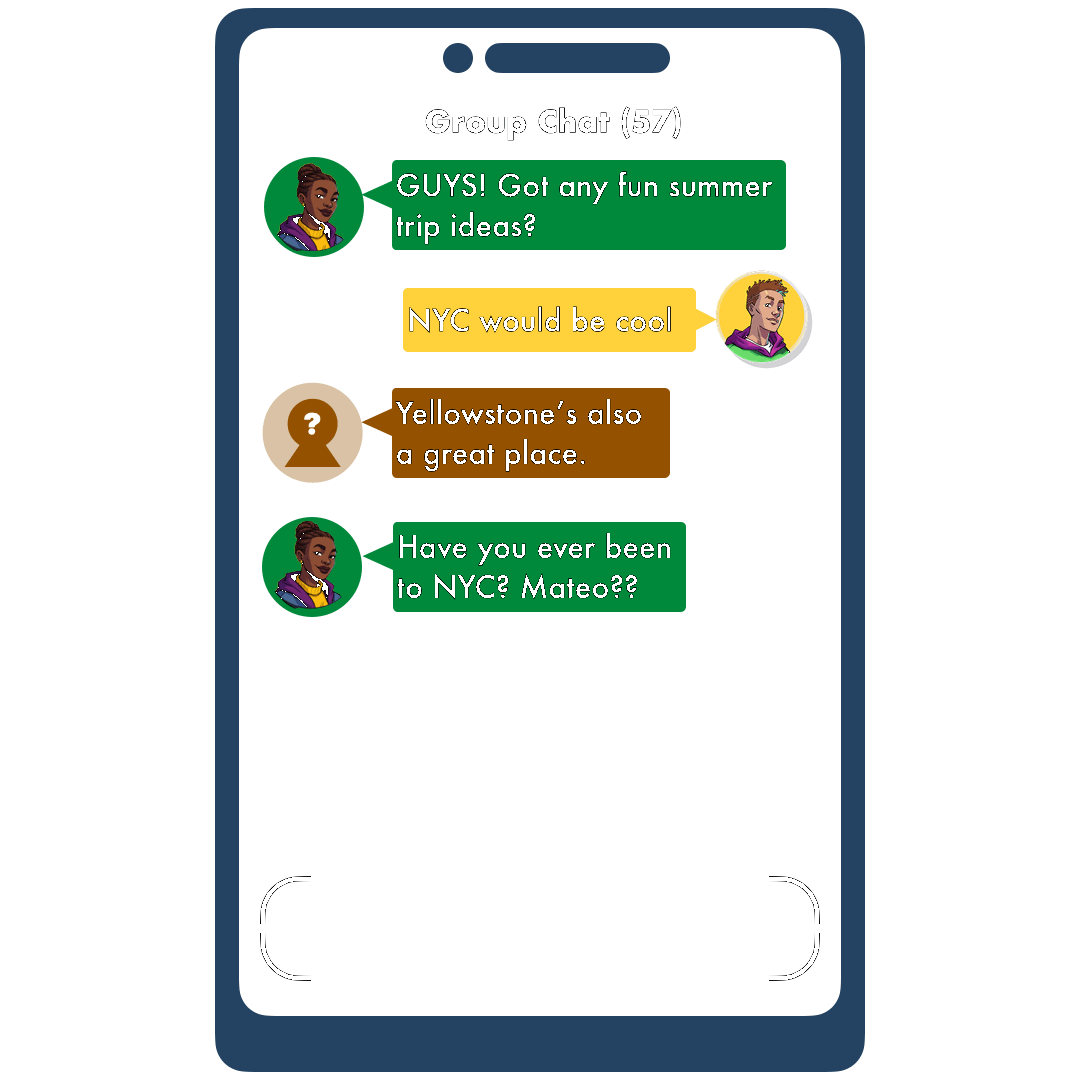 Group Chat (57)
GUYS! Got any fun summer
trip ideas?
NYC would be cool
Yellowstone’s also
a great place.
?
Have you ever been
to NYC? Mateo??